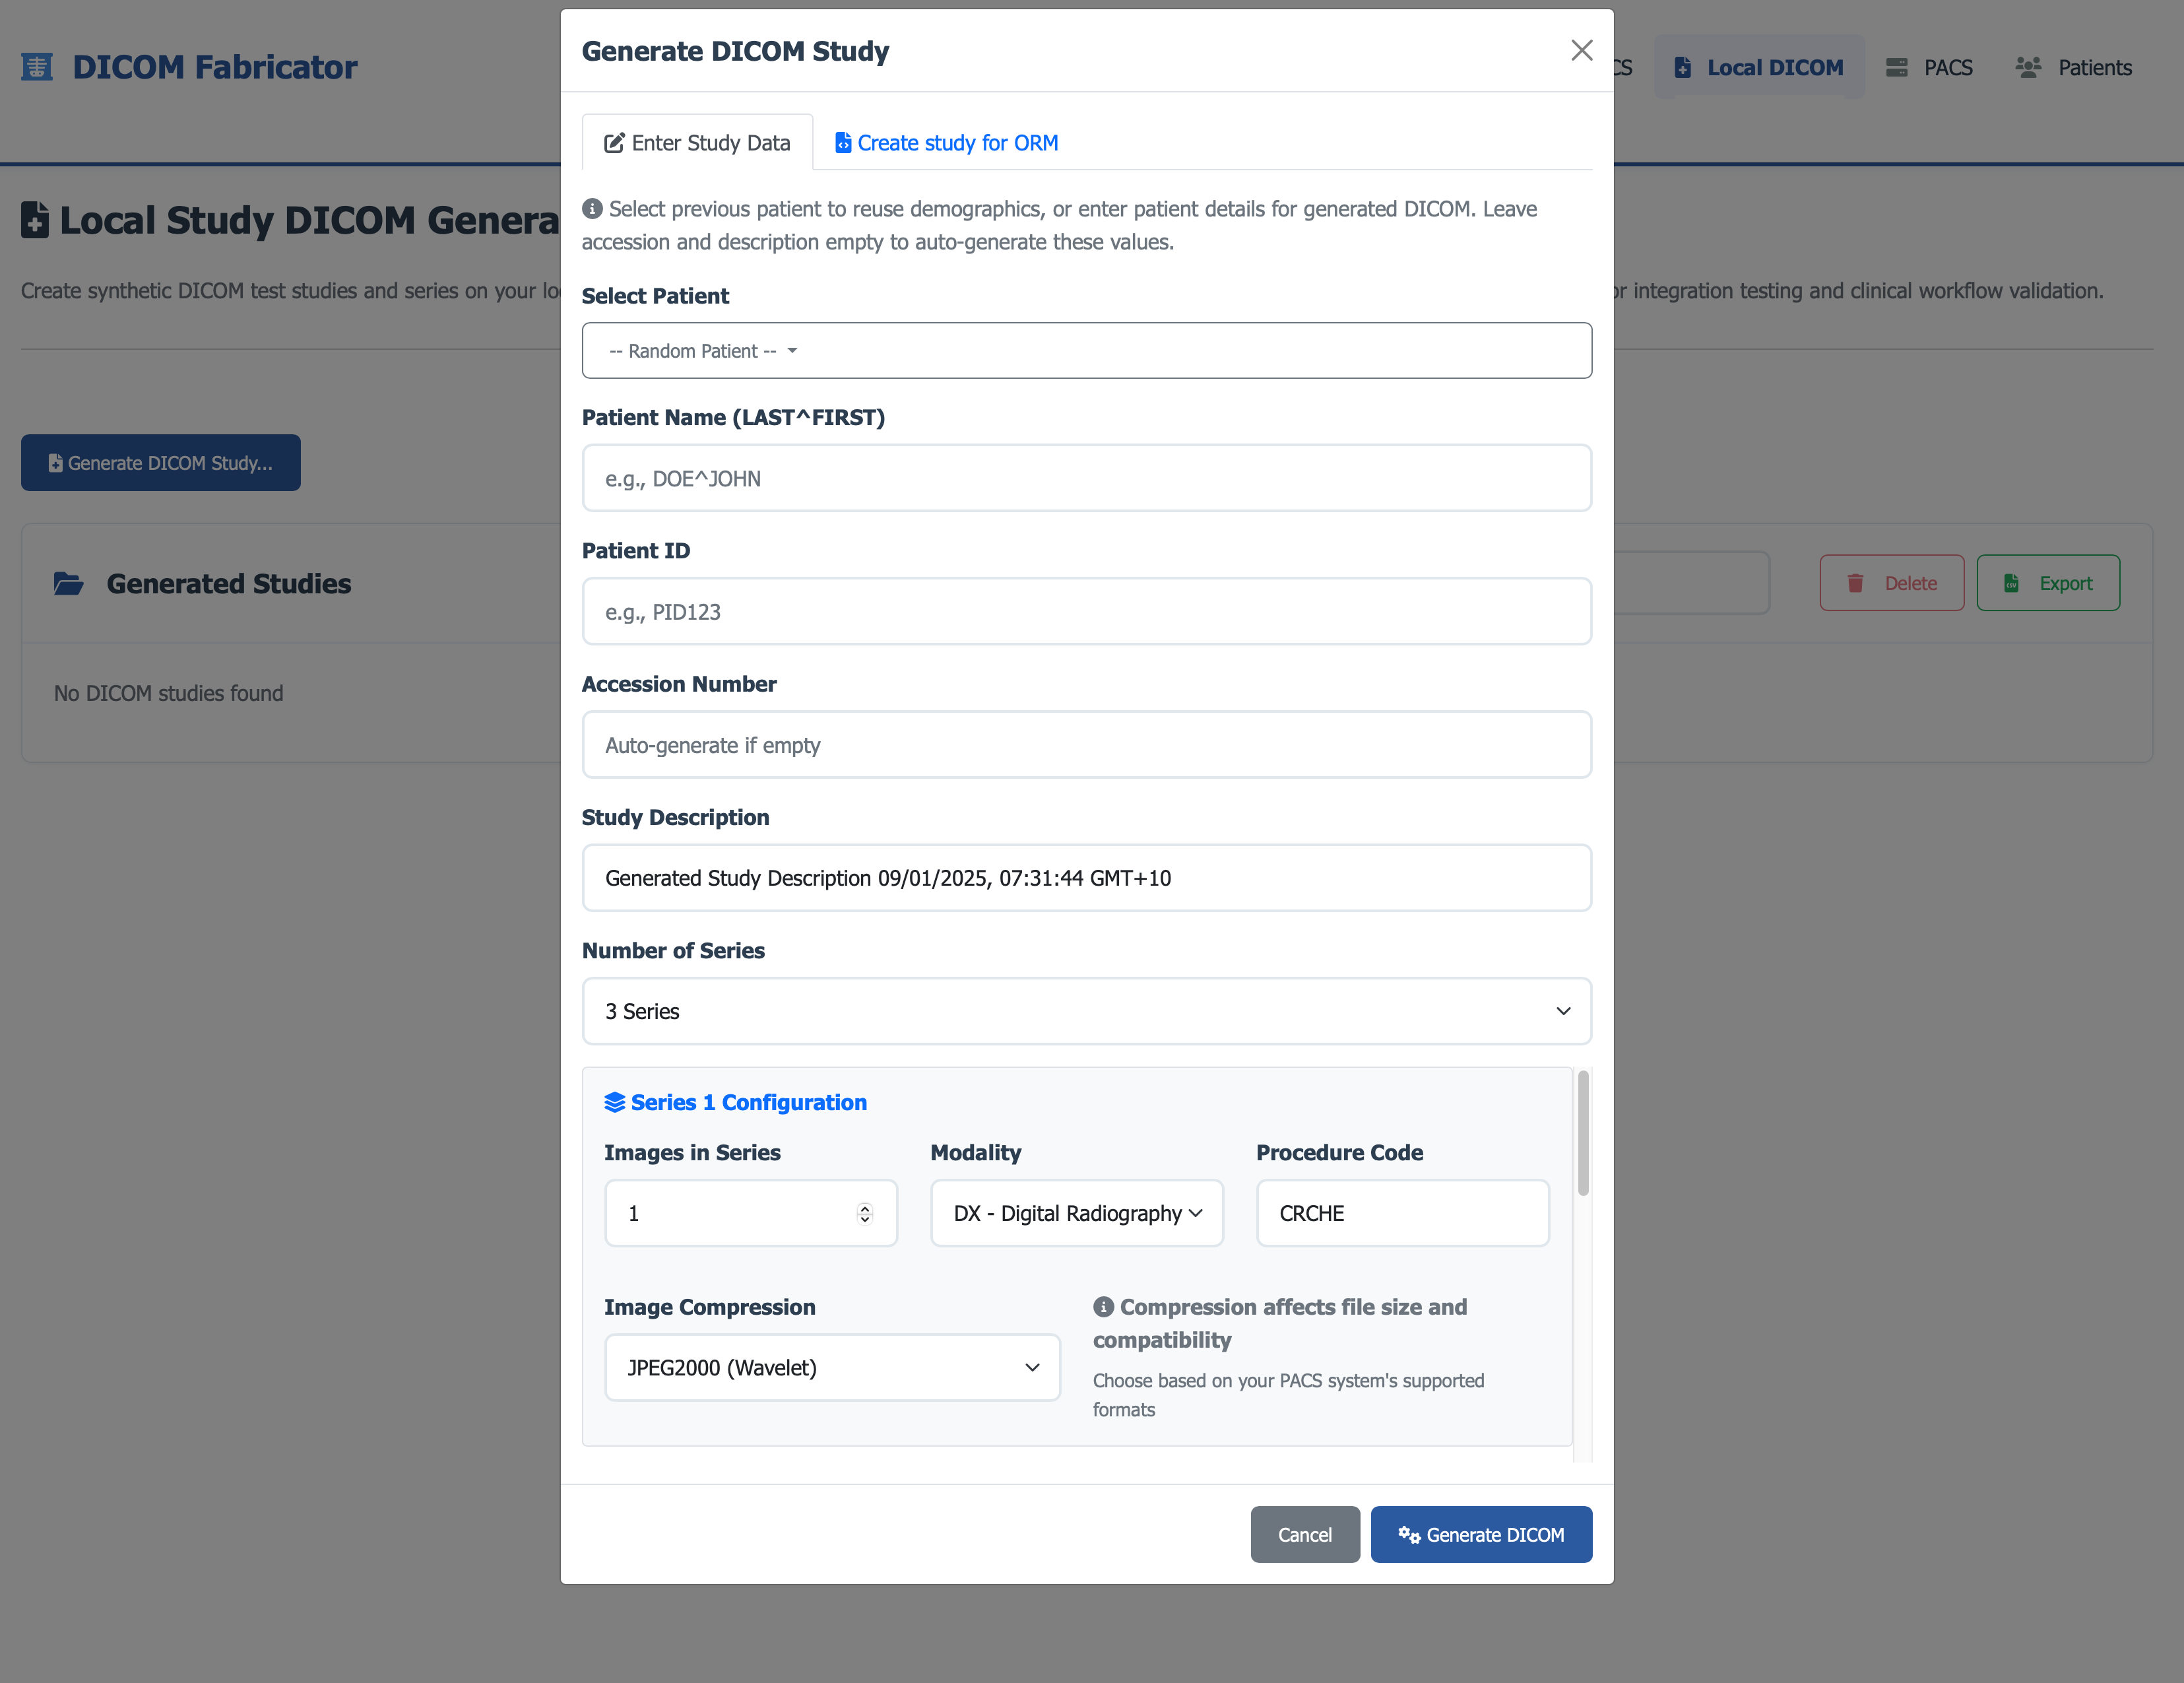 DICOM Fabricator
CS
Local DICOM
PACS
Patients
Local Study DICOM Genera
Create synthetic DICOM test studies and series on your lo
or integration testing and clinical workflow validation.
Generate DICOM Study...
Generated Studies
Delete
Export
No DICOM studies found
Generate DICOM Study
Enter Study Data
Create study for ORM
Select previous patient to reuse demographics, or enter patient details for generated DICOM. Leave
accession and description empty to auto-generate these values.
Select Patient
-- Random Patient --
Patient Name (LAST^FIRST)
e.g., DOE^JOHN
Patient ID
e.g., PID123
Accession Number
Auto-generate if empty
Study Description
Generated Study Description 09/01/2025, 07:31:44 GMT+10
Number of Series
3 Series
Series 1 Configuration
Images in Series
Modality
Procedure Code
1
DX - Digital Radiography
CRCHE
Image Compression
Compression affects file size and
compatibility
JPEG2000 (Wavelet)
Choose based on your PACS system's supported
formats
Cancel
Generate DICOM